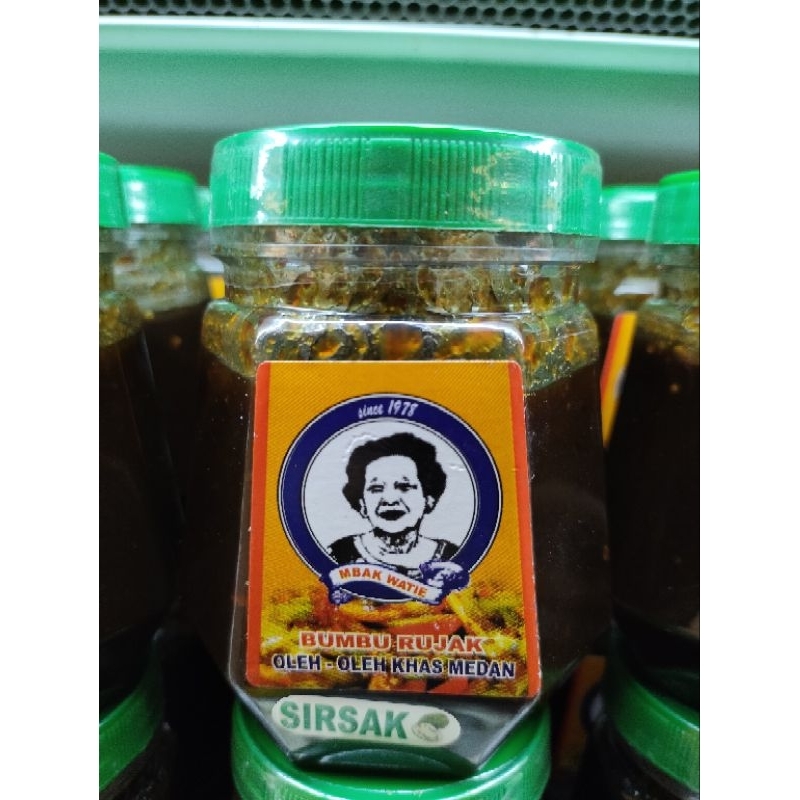 since 1978
MBAK WATIE
BUMBU RUJAK
OLEH - OLEH KHAS MEDAN
SIRSAK